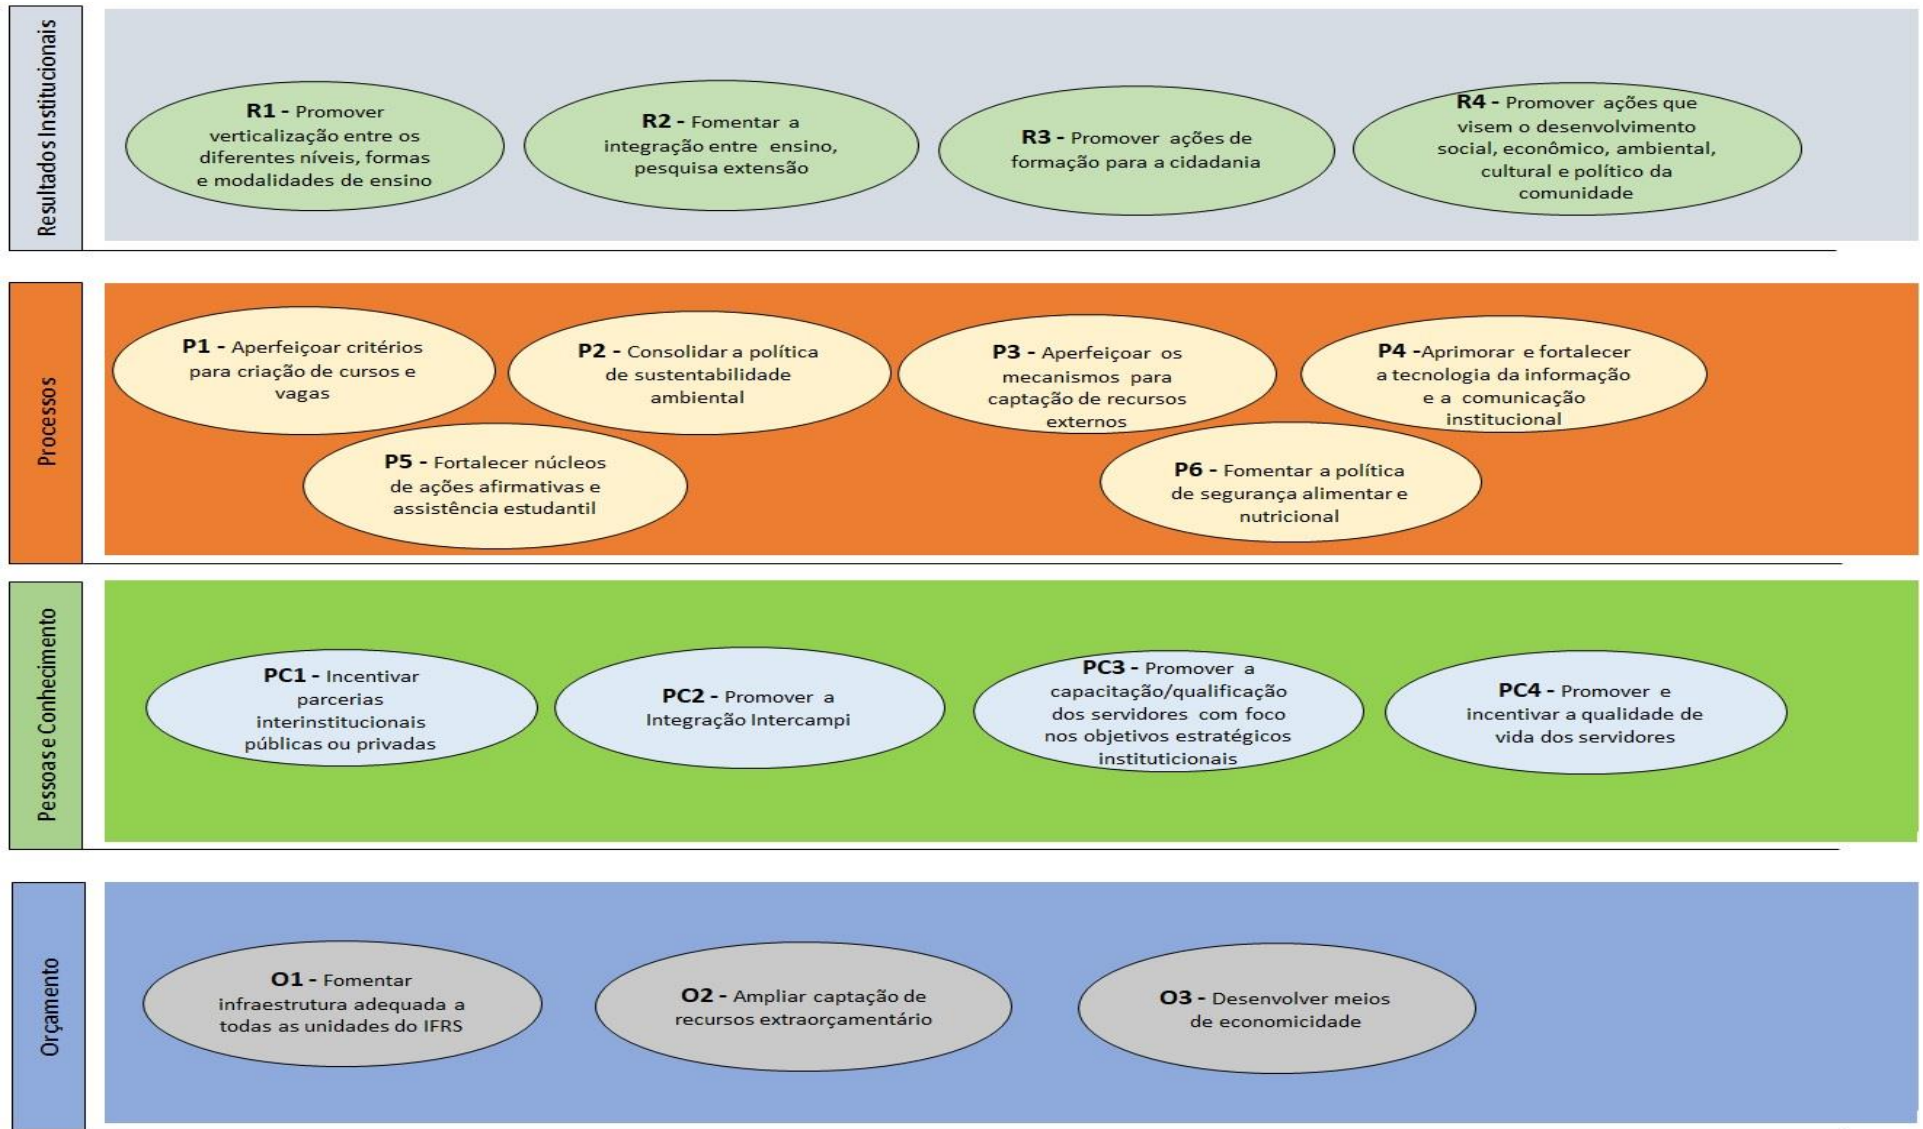 Resultados Institucionais
R1 - Promover
verticalização entre os
diferentes níveis, formas
e modalidades de ensino
R2 - Fomentar a
integração entre ensino,
pesquisa extensão
R3 - Promover ações de
formação para a cidadania
R4 - Promover ações que
visem o desenvolvimento
social, econômico, ambiental,
cultural e político da
comunidade
Processos
P1 - Aperfeiçoar critérios
para criação de cursos e
vagas
P2 - Consolidar a política
de sustentabilidade
ambiental
P3 - Aperfeiçoar os
mecanismos para
captação de recursos
externos
P4 -Aprimorar e fortalecer
a tecnologia da informação
e a comunicação
institucional
P5 - Fortalecer núcleos
de ações afirmativas e
assistência estudantil
P6 - Fomentar a política
de segurança alimentar e
nutricional
Pessoas e Conhecimento
PC1 - Incentivar
parcerias
interinstitucionais
públicas ou privadas
PC2 - Promover a
Integração Intercampi
PC3 - Promover a
capacitação/qualificação
dos servidores com foco
nos objetivos estratégicos
instituticionais
PC4 - Promover e
incentivar a qualidade de
vida dos servidores
Orçamento
O1 - Fomentar
infraestrutura adequada a
todas as unidades do IFRS
O2 - Ampliar captação de
recursos extraorçamentário
O3 - Desenvolver meios
de economicidade